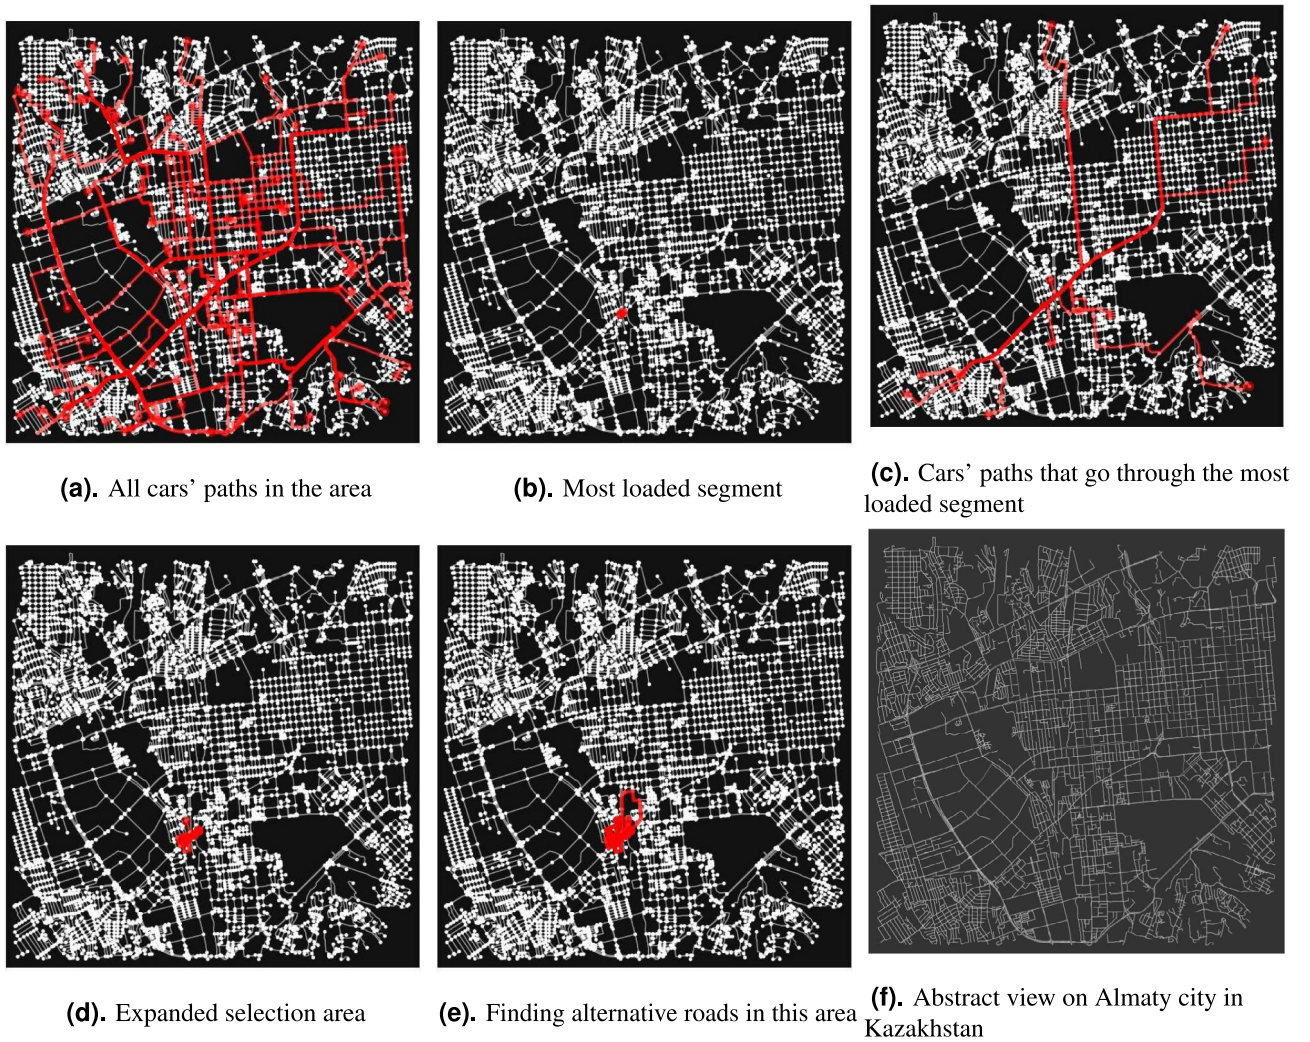 (a). All cars’ paths in the area
(b). Most loaded segment
(c). Cars’ paths that go through the most
loaded segment
(d). Expanded selection area
(e). Finding alternative roads in this area
(f). Abstract view on Almaty city in
Kazakhstan